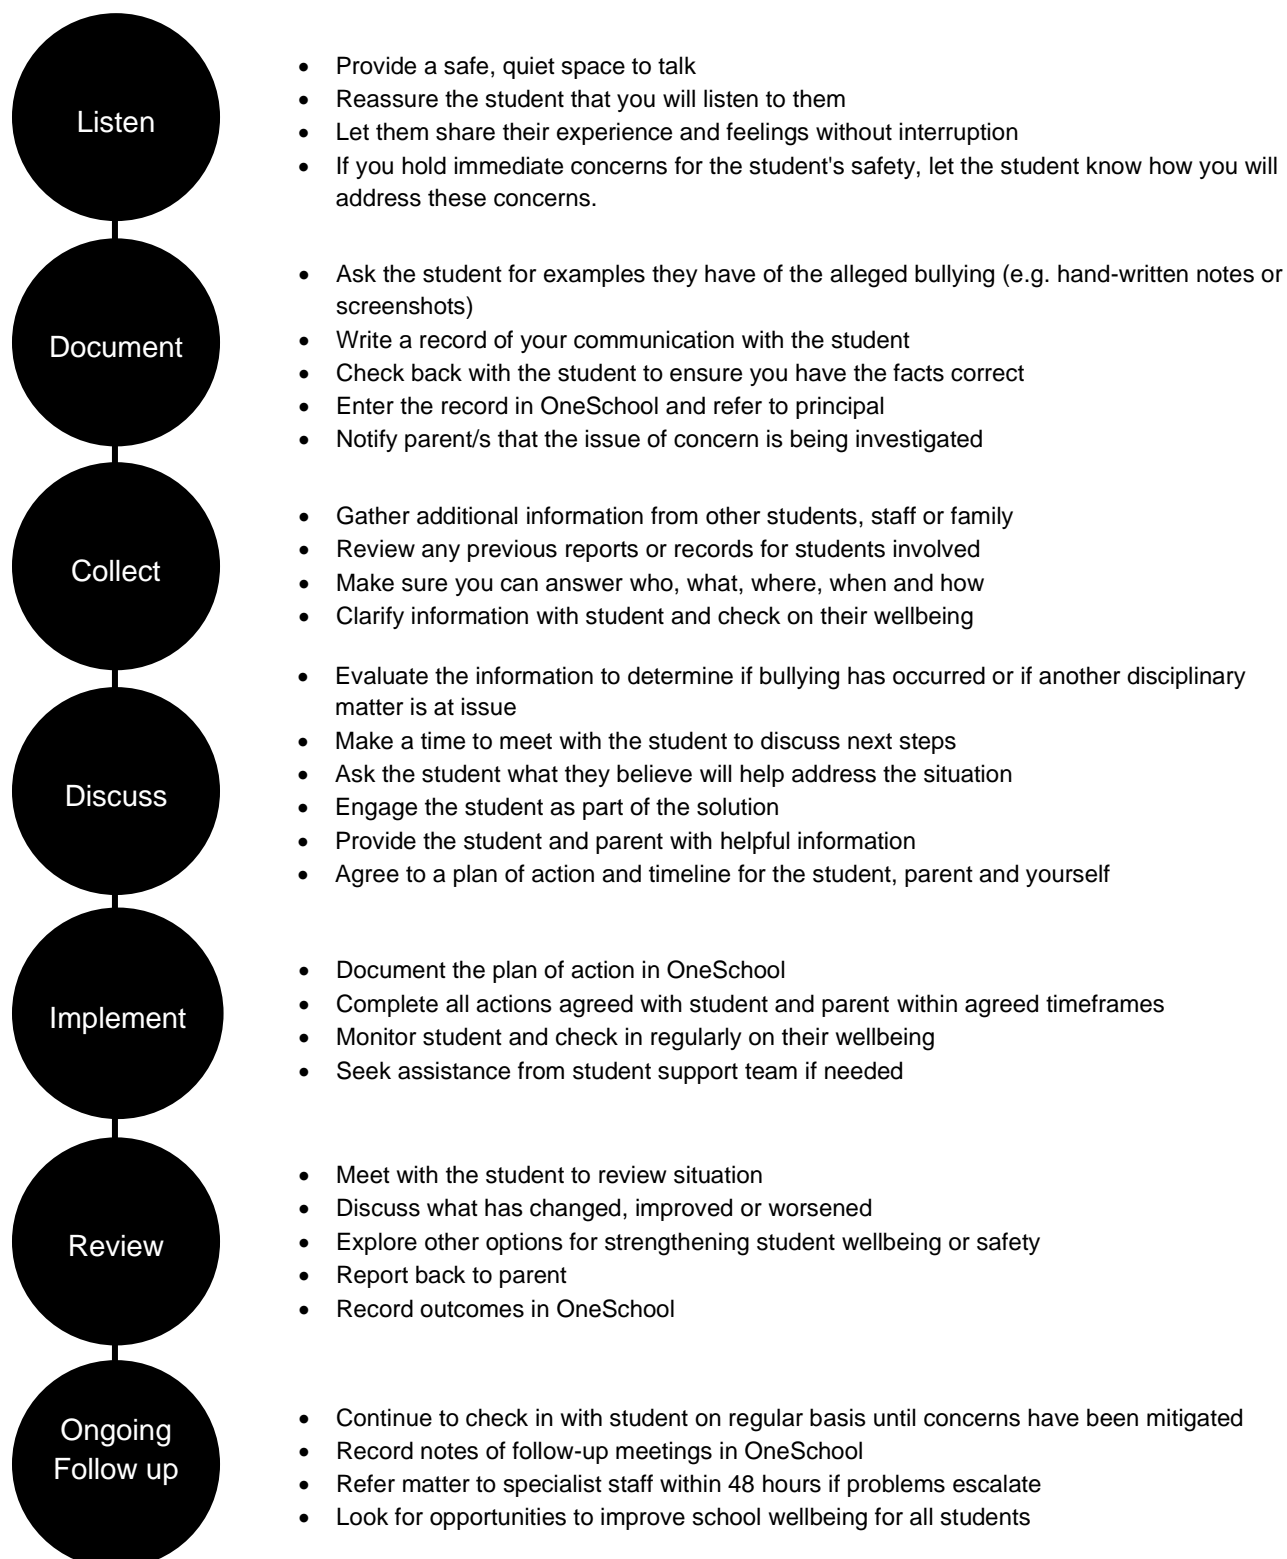 Listen
• Provide a safe, quiet space to talk
• Reassure the student that you will listen to them
• Let them share their experience and feelings without interruption
• If you hold immediate concerns for the student's safety, let the student know how you will
address these concerns.
Document
• Ask the student for examples they have of the alleged bullying (e.g. hand-written notes or
screenshots)
• Write a record of your communication with the student
• Check back with the student to ensure you have the facts correct
• Enter the record in OneSchool and refer to principal
• Notify parent/s that the issue of concern is being investigated
Collect
• Gather additional information from other students, staff or family
• Review any previous reports or records for students involved
• Make sure you can answer who, what, where, when and how
• Clarify information with student and check on their wellbeing
Discuss
• Evaluate the information to determine if bullying has occurred or if another disciplinary
matter is at issue
• Make a time to meet with the student to discuss next steps
• Ask the student what they believe will help address the situation
• Engage the student as part of the solution
• Provide the student and parent with helpful information
• Agree to a plan of action and timeline for the student, parent and yourself
Implement
• Document the plan of action in OneSchool
• Complete all actions agreed with student and parent within agreed timeframes
• Monitor student and check in regularly on their wellbeing
• Seek assistance from student support team if needed
Review
• Meet with the student to review situation
• Discuss what has changed, improved or worsened
• Explore other options for strengthening student wellbeing or safety
• Report back to parent
• Record outcomes in OneSchool
Ongoing
Follow up
• Continue to check in with student on regular basis until concerns have been mitigated
• Record notes of follow-up meetings in OneSchool
• Refer matter to specialist staff within 48 hours if problems escalate
• Look for opportunities to improve school wellbeing for all students